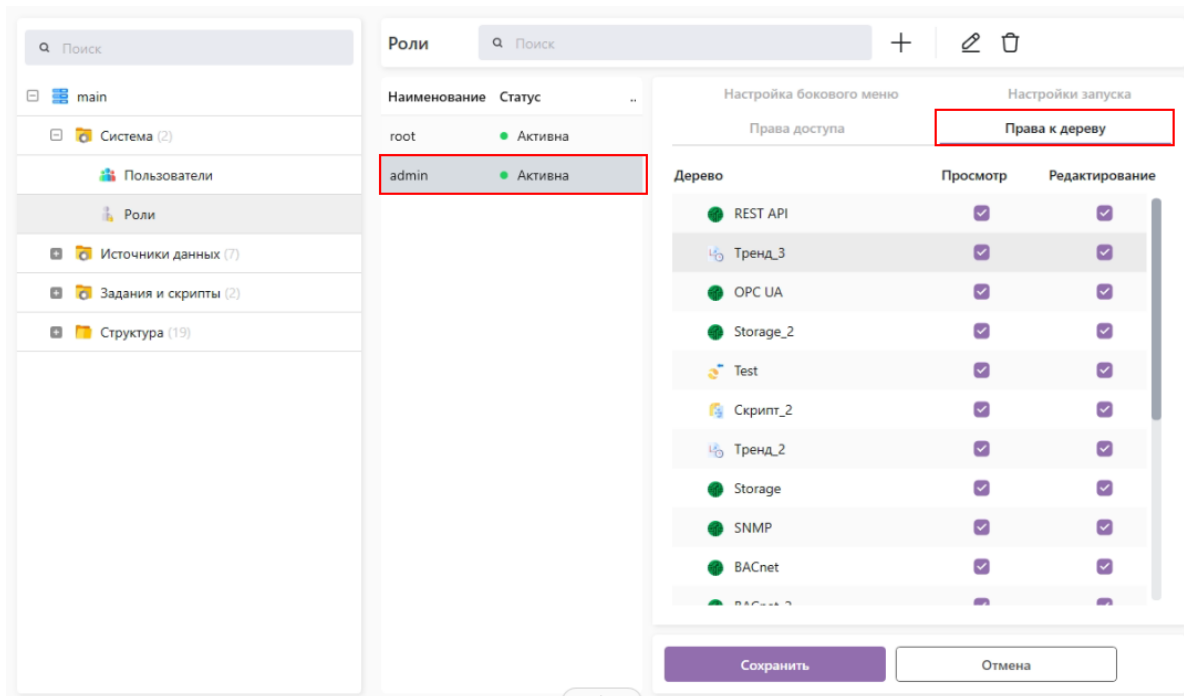 Поиск
main
Система (2)
Пользователи
Роли
Источники данных (7)
Задания и скрипты (2)
Структура (19)
Роли
Поиск
Наименование Статус ..
root Активна
admin Активна
Настройка бокового меню Настройки запуска
Права доступа Права к дереву
Дерево Просмотр Редактирование
REST API
Тренд_3
OPC UA
Storage_2
Test
Скрипт_2
Тренд_2
Storage
SNMP
BACnet
BACnet_2
Сохранить Отмена